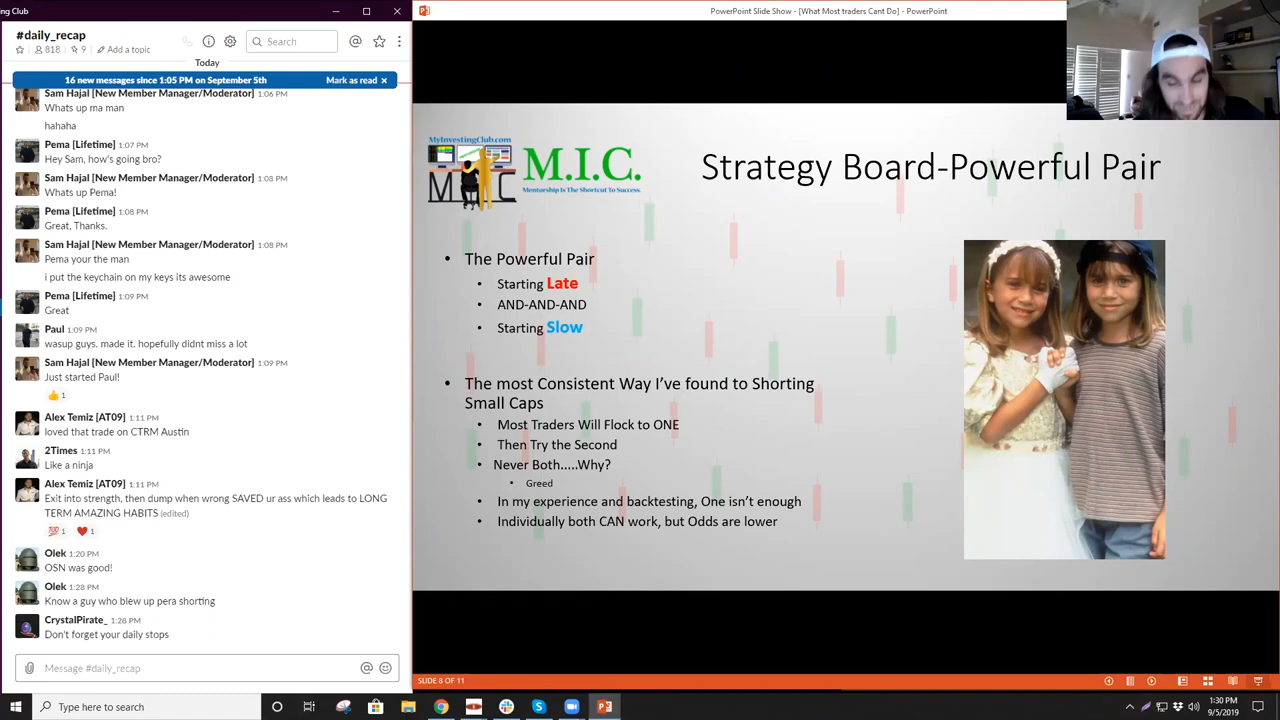 ng Club
#daily_recap
818
9
Add a topic
Search
Today
16 new messages since 1:05 PM on September 5th
Mark as read
Sam Hajal [New Member Manager/Moderator] 1:06 PM
Whats up ma man
hahaha
Pema [Lifetime] 1:07 PM
Hey Sam, how's going bro?
Sam Hajal [New Member Manager/Moderator] 1:08 PM
Whats up Pema!
Pema [Lifetime] 1:08 PM
Great, Thanks.
Sam Hajal [New Member Manager/Moderator] 1:08 PM
Pema your the man
i put the keychain on my keys its awesome
Pema [Lifetime] 1:09 PM
Great
Paul 1:09 PM
wasup guys. made it. hopefully didnt miss a lot
Sam Hajal [New Member Manager/Moderator] 1:09 PM
Just started Paul!
👍 1
Alex Temiz [AT09] 1:11 PM
loved that trade on CTRM Austin
2Times 1:11 PM
Like a ninja
Alex Temiz [AT09] 1:11 PM
Exit into strength, then dump when wrong SAVED ur ass which leads to LONG
TERM AMAZING HABITS (edited)
💯 1 ❤️ 1
Olek 1:20 PM
OSN was good!
Olek 1:28 PM
Know a guy who blew up pera shorting
CrystalPirate_ 1:28 PM
Don't forget your daily stops
Message #daily_recap
PowerPoint Slide Show - [What Most traders Cant Do] - PowerPoint
MyInvestingClub.com
MIC
M.I.C.
Mentorship Is The Shortcut To Success.
Strategy Board-Powerful Pair
• The Powerful Pair
• Starting Late
• AND-AND-AND
• Starting Slow
• The most Consistent Way I've found to Shorting
Small Caps
• Most Traders Will Flock to ONE
• Then Try the Second
• Never Both.....Why?
• Greed
• In my experience and backtesting, One isn't enough
• Individually both CAN work, but Odds are lower
SLIDE 8 OF 11
Type here to search
1:30 PM
9/5/2019